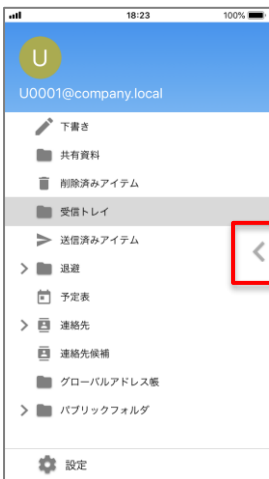 18:23 100%
U
U0001@company.local
下書き
共有資料
削除済みアイテム
受信トレイ
送信済みアイテム
退避
予定表
連絡先
連絡先候補
グローバルアドレス帳
パブリックフォルダ
設定